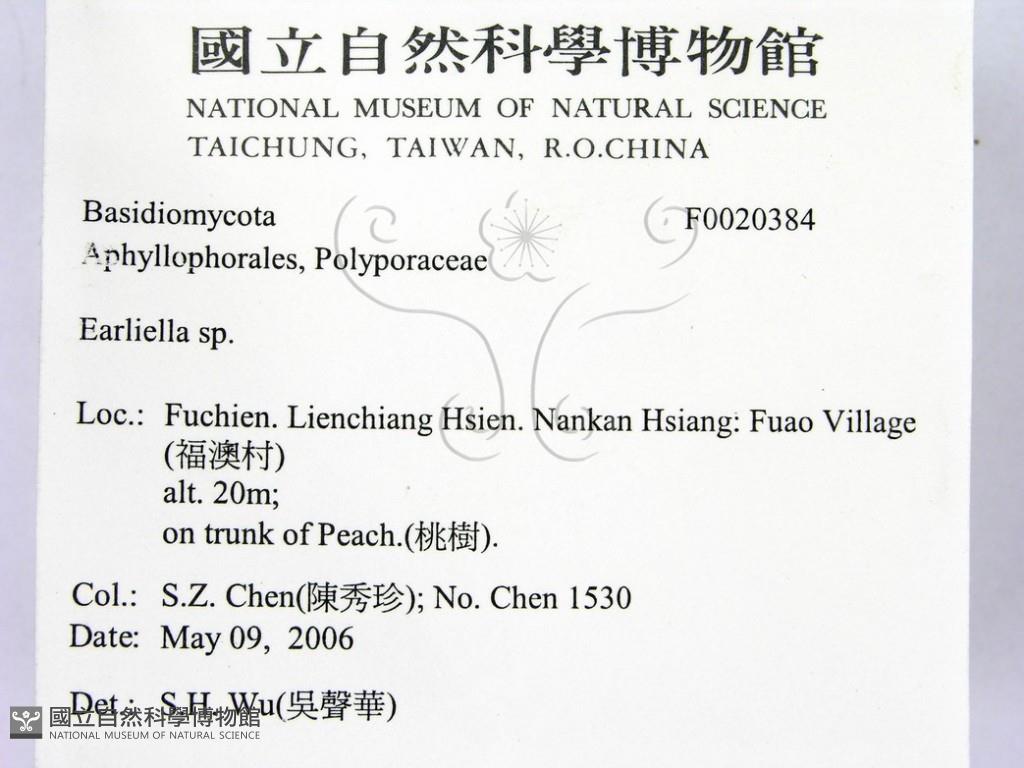 國立自然科學博物館
NATIONAL MUSEUM OF NATURAL SCIENCE
TAICHUNG, TAIWAN, R.O.CHINA
Basidiomycota F0020384
Aphyllophorales, Polyporaceae
Earliella sp.
Loc.: Fuchien. Lienchiang Hsien. Nankan Hsiang: Fuao Village
(福澳村)
alt. 20m;
on trunk of Peach.(桃樹).
Col.: S.Z. Chen(陳秀珍); No. Chen 1530
Date: May 09, 2006
Det.: S.H. Wu(吳聲華)
國立自然科學博物館
NATIONAL MUSEUM OF NATURAL SCIENCE